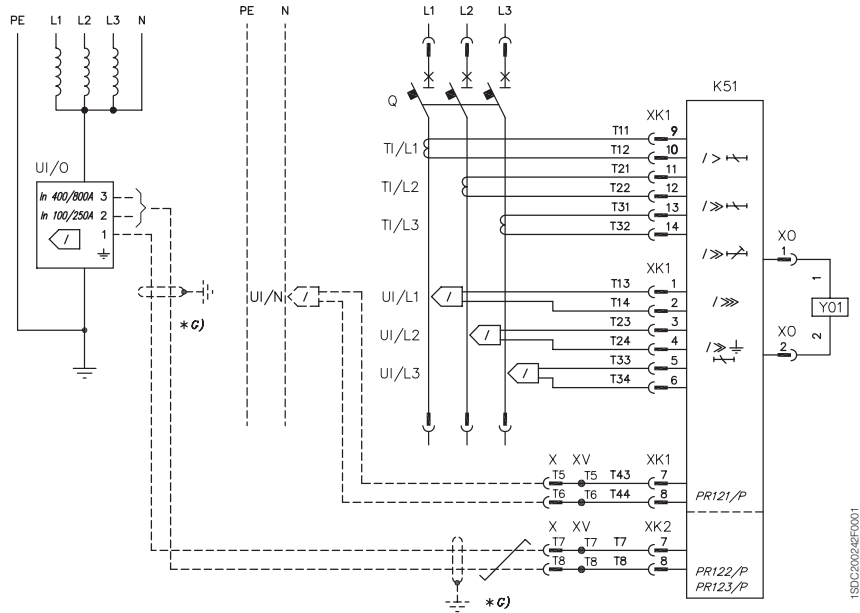 PE L1 L2 L3 N
PE N
L1 L2 L3
Q
K51
XK1
T11 9
TI/L1 T12 10
T21 11
TI/L2 T22 12
T31 13
TI/L3 T32 14
/>
/≫
/≫
/⋙
/≫
XO
1
1
Y01
2
XO
2
UI/O
In 400/800A 3
In 100/250A 2
1
/
*G)
UI/N /
XK1
UI/L1 / T13 1
T14 2
UI/L2 / T23 3
T24 4
UI/L3 / T33 5
T34 6
X XV XK1
T5 T5 T43 7
T6 T6 T44 8
PR121/P
X XV XK2
T7 T7 T7 7
T8 T8 T8 8
PR122/P
PR123/P
*G)
1SDC200242F0001